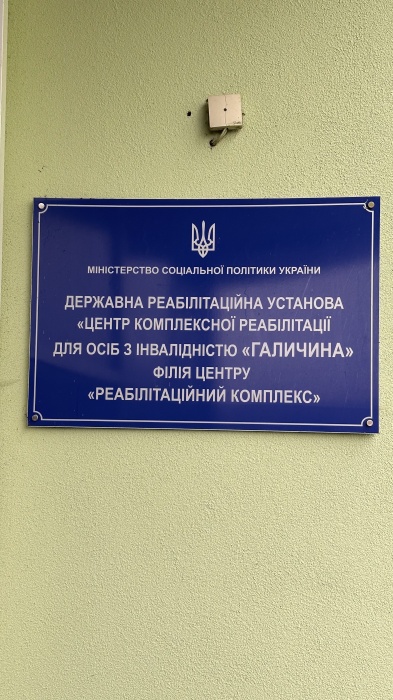 МІНІСТЕРСТВО СОЦІАЛЬНОЇ ПОЛІТИКИ УКРАЇНИ
ДЕРЖАВНА РЕАБІЛІТАЦІЙНА УСТАНОВА
«ЦЕНТР КОМПЛЕКСНОЇ РЕАБІЛІТАЦІЇ
ДЛЯ ОСІБ З ІНВАЛІДНІСТЮ «ГАЛИЧИНА»
ФІЛІЯ ЦЕНТРУ
«РЕАБІЛІТАЦІЙНИЙ КОМПЛЕКС»